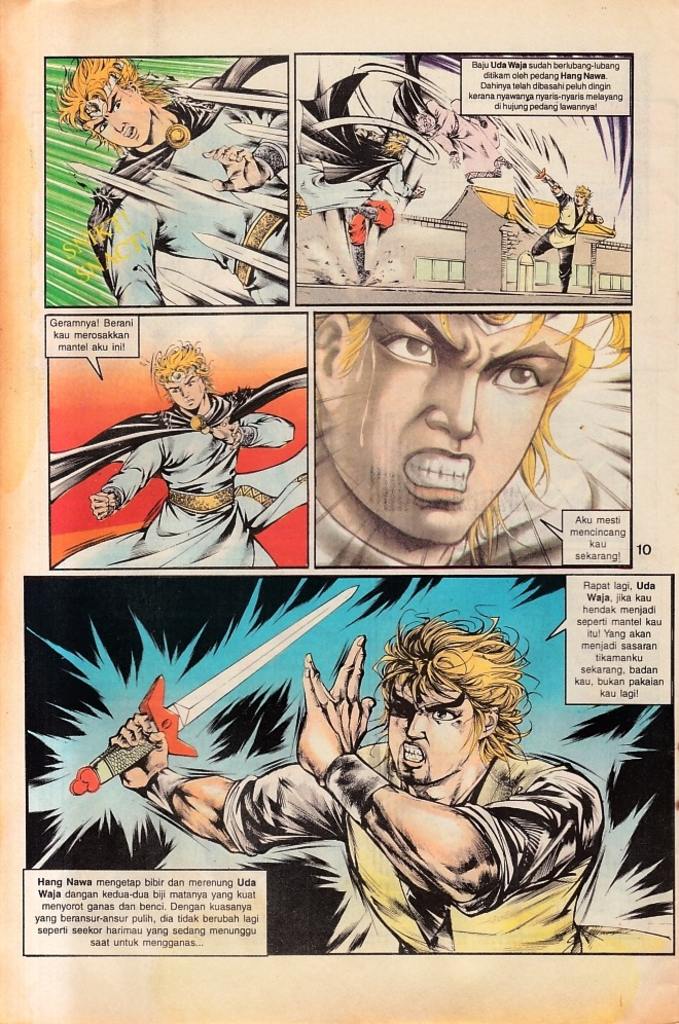 SMKT!
SMACT!
Baju Uda Waja sudah berlubang-lubang
ditikam oleh pedang Hang Nawa.
Dahinya telah dibasahi peluh dingin
kerana nyawanya nyaris-nyaris melayang
di hujung pedang lawannya!
Geramnya! Berani
kau merosakkan
mantel aku ini!
Aku mesti
mencincang
kau
sekarang!
10
Rapat lagi, Uda
Waja, jika kau
hendak menjadi
seperti mantel kau
itu! Yang akan
menjadi sasaran
tikamanku
sekarang, badan
kau, bukan pakaian
kau lagi!
Hang Nawa mengetap bibir dan merenung Uda
Waja dangan kedua-dua biji matanya yang kuat
menyorot ganas dan benci. Dengan kuasanya
yang beransur-ansur pulih, dia tidak berubah lagi
seperti seekor harimau yang sedang menunggu
saat untuk mengganas...